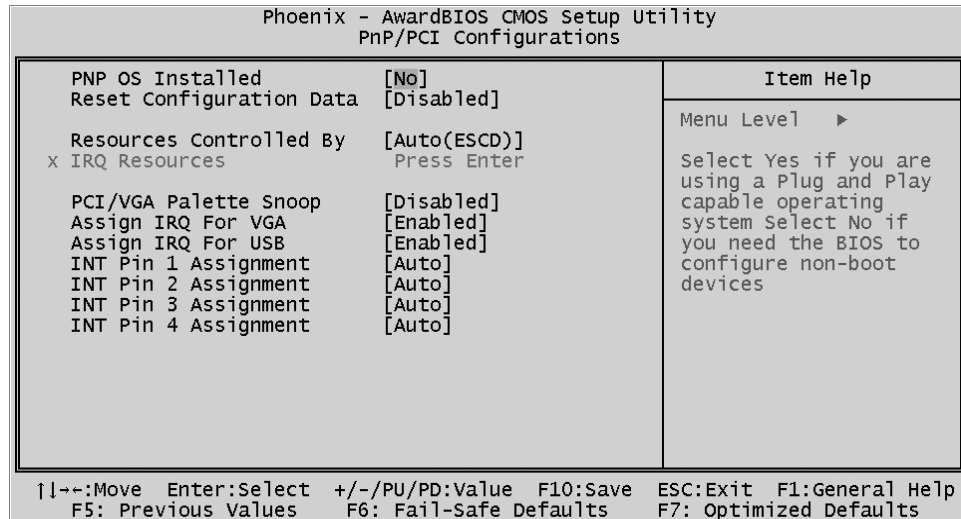 Phoenix - AwardBIOS CMOS Setup Utility
PnP/PCI Configurations
PNP OS Installed [No]
Reset Configuration Data [Disabled]
Resources Controlled By [Auto(ESCD)]
x IRQ Resources Press Enter
PCI/VGA Palette Snoop [Disabled]
Assign IRQ For VGA [Enabled]
Assign IRQ For USB [Enabled]
INT Pin 1 Assignment [Auto]
INT Pin 2 Assignment [Auto]
INT Pin 3 Assignment [Auto]
INT Pin 4 Assignment [Auto]
Item Help
Menu Level ▶
Select Yes if you are
using a Plug and Play
capable operating
system Select No if
you need the BIOS to
configure non-boot
devices
↑↓→←:Move Enter:Select +/-/PU/PD:Value F10:Save ESC:Exit F1:General Help
F5: Previous Values F6: Fail-Safe Defaults F7: Optimized Defaults